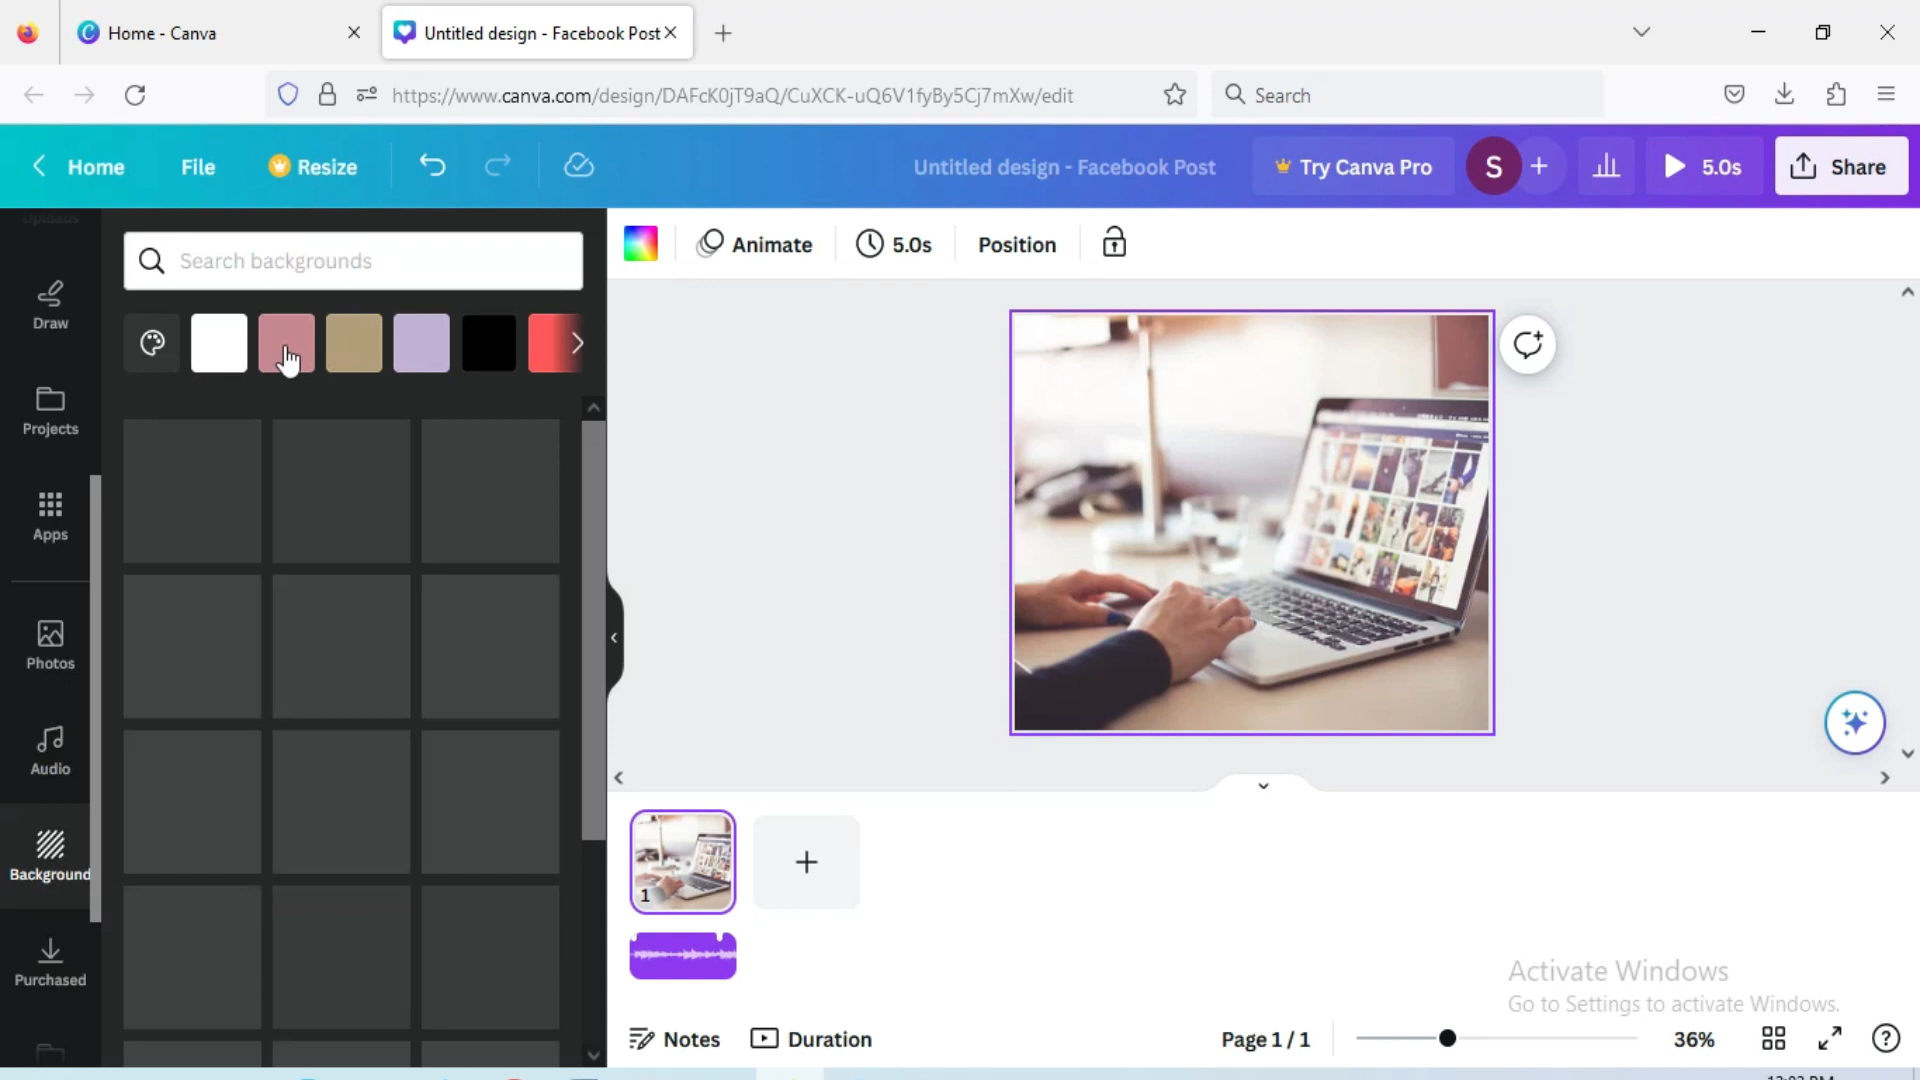 Home - Canva
Untitled design - Facebook Post
https://www.canva.com/design/DAFcK0jT9aQ/CuXCK-uQ6V1fyBy5Cj7mXw/edit
Search
Home
File
Resize
Untitled design - Facebook Post
Try Canva Pro
S
5.0s
Share
Uploads
Search backgrounds
Animate
5.0s
Position
Draw
Projects
Apps
Photos
Audio
Background
Purchased
1
Activate Windows
Go to Settings to activate Windows.
Notes
Duration
Page 1 / 1
36%